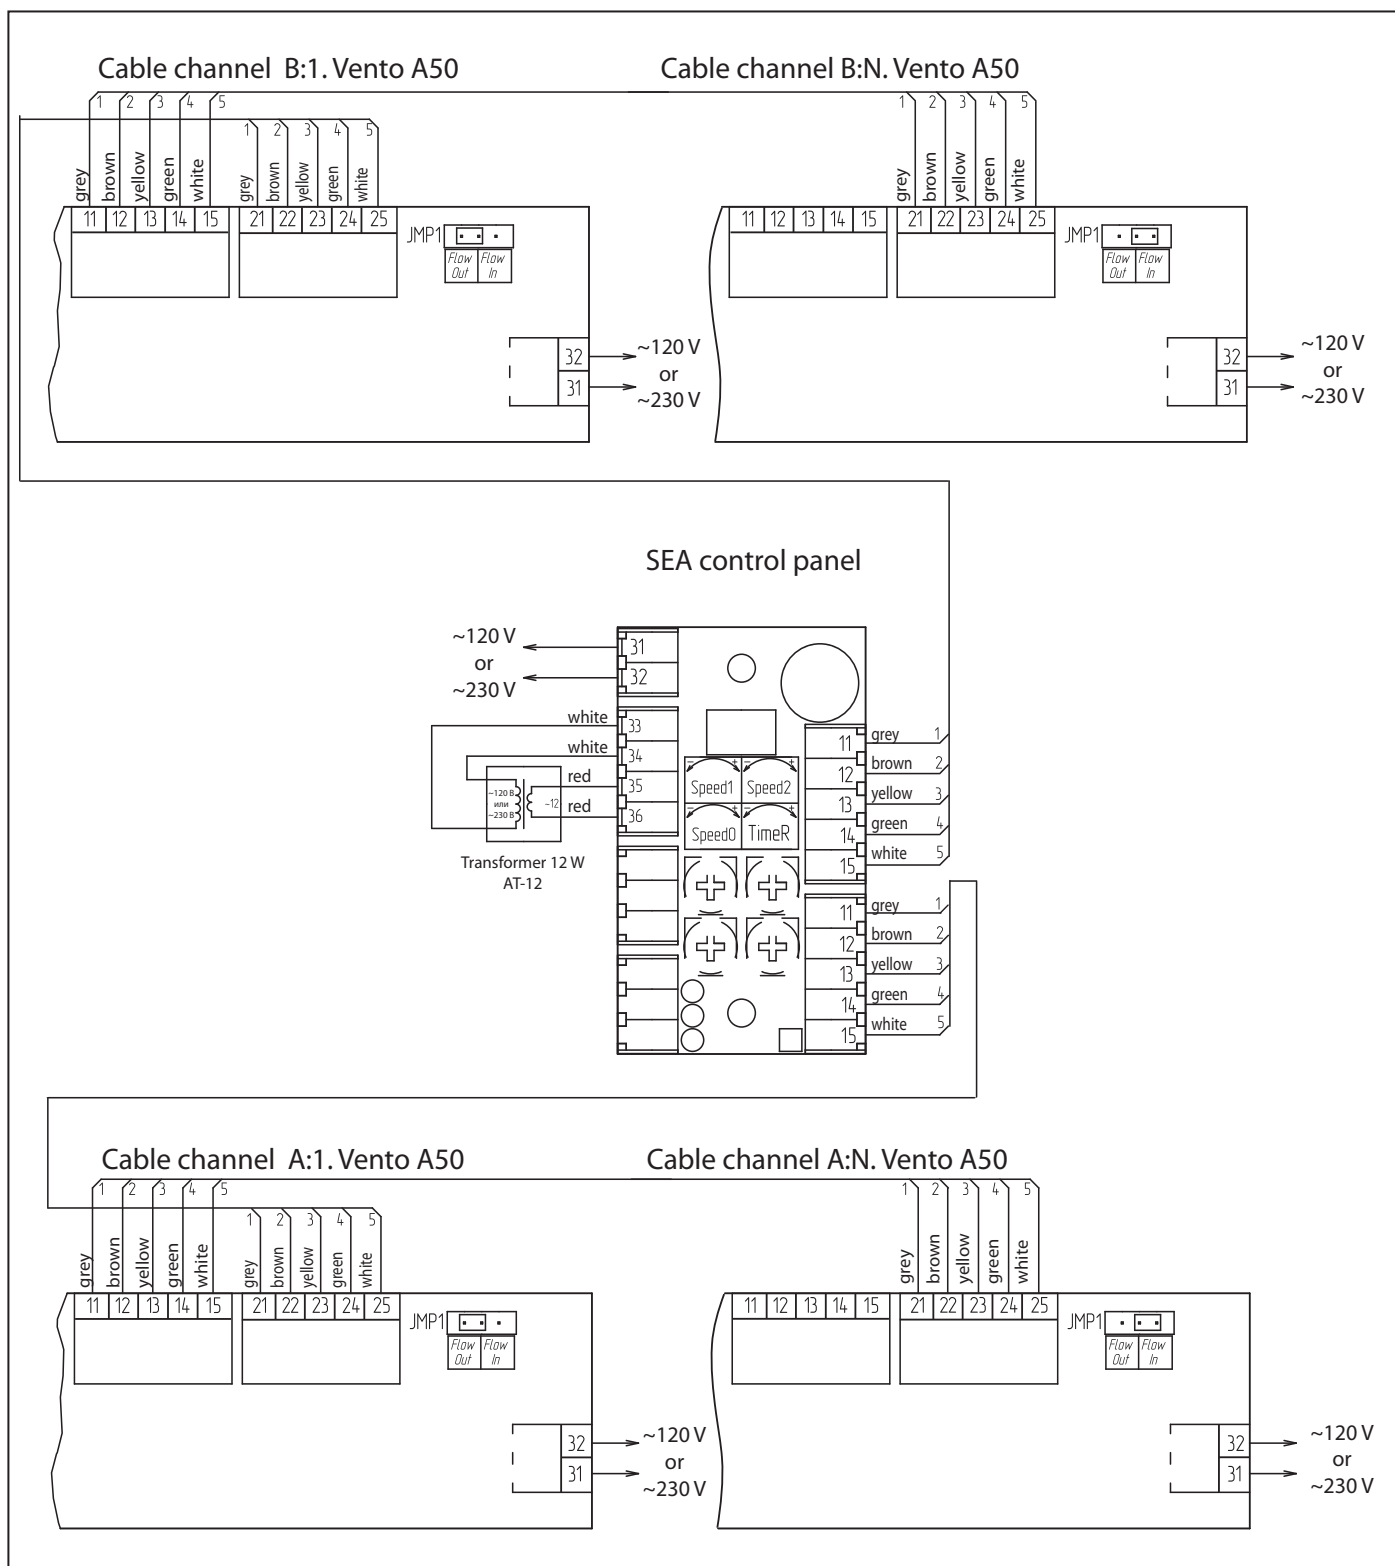 Cable channel B:1. Vento A50
Cable channel B:N. Vento A50
1 2 3 4 5
1 2 3 4 5
1 2 3 4 5
grey brown yellow green white
grey brown yellow green white
grey brown yellow green white
11 12 13 14 15
21 22 23 24 25
JMP1
Flow Out
Flow In
11 12 13 14 15
21 22 23 24 25
JMP1
Flow Out
Flow In
32
31
~120 V
or
~230 V
32
31
~120 V
or
~230 V
SEA control panel
~120 V
or
~230 V
31
32
white 33
white 34
red 35
red 36
~120 В
или
~230 В
~12
Transformer 12 W
AT-12
- + - +
Speed1 Speed2
- + - +
Speed0 TimeR
11 grey 1
12 brown 2
13 yellow 3
14 green 4
15 white 5
11 grey 1
12 brown 2
13 yellow 3
14 green 4
15 white 5
Cable channel A:1. Vento A50
Cable channel A:N. Vento A50
1 2 3 4 5
1 2 3 4 5
1 2 3 4 5
grey brown yellow green white
grey brown yellow green white
grey brown yellow green white
11 12 13 14 15
21 22 23 24 25
JMP1
Flow Out
Flow In
11 12 13 14 15
21 22 23 24 25
JMP1
Flow Out
Flow In
32
31
~120 V
or
~230 V
32
31
~120 V
or
~230 V